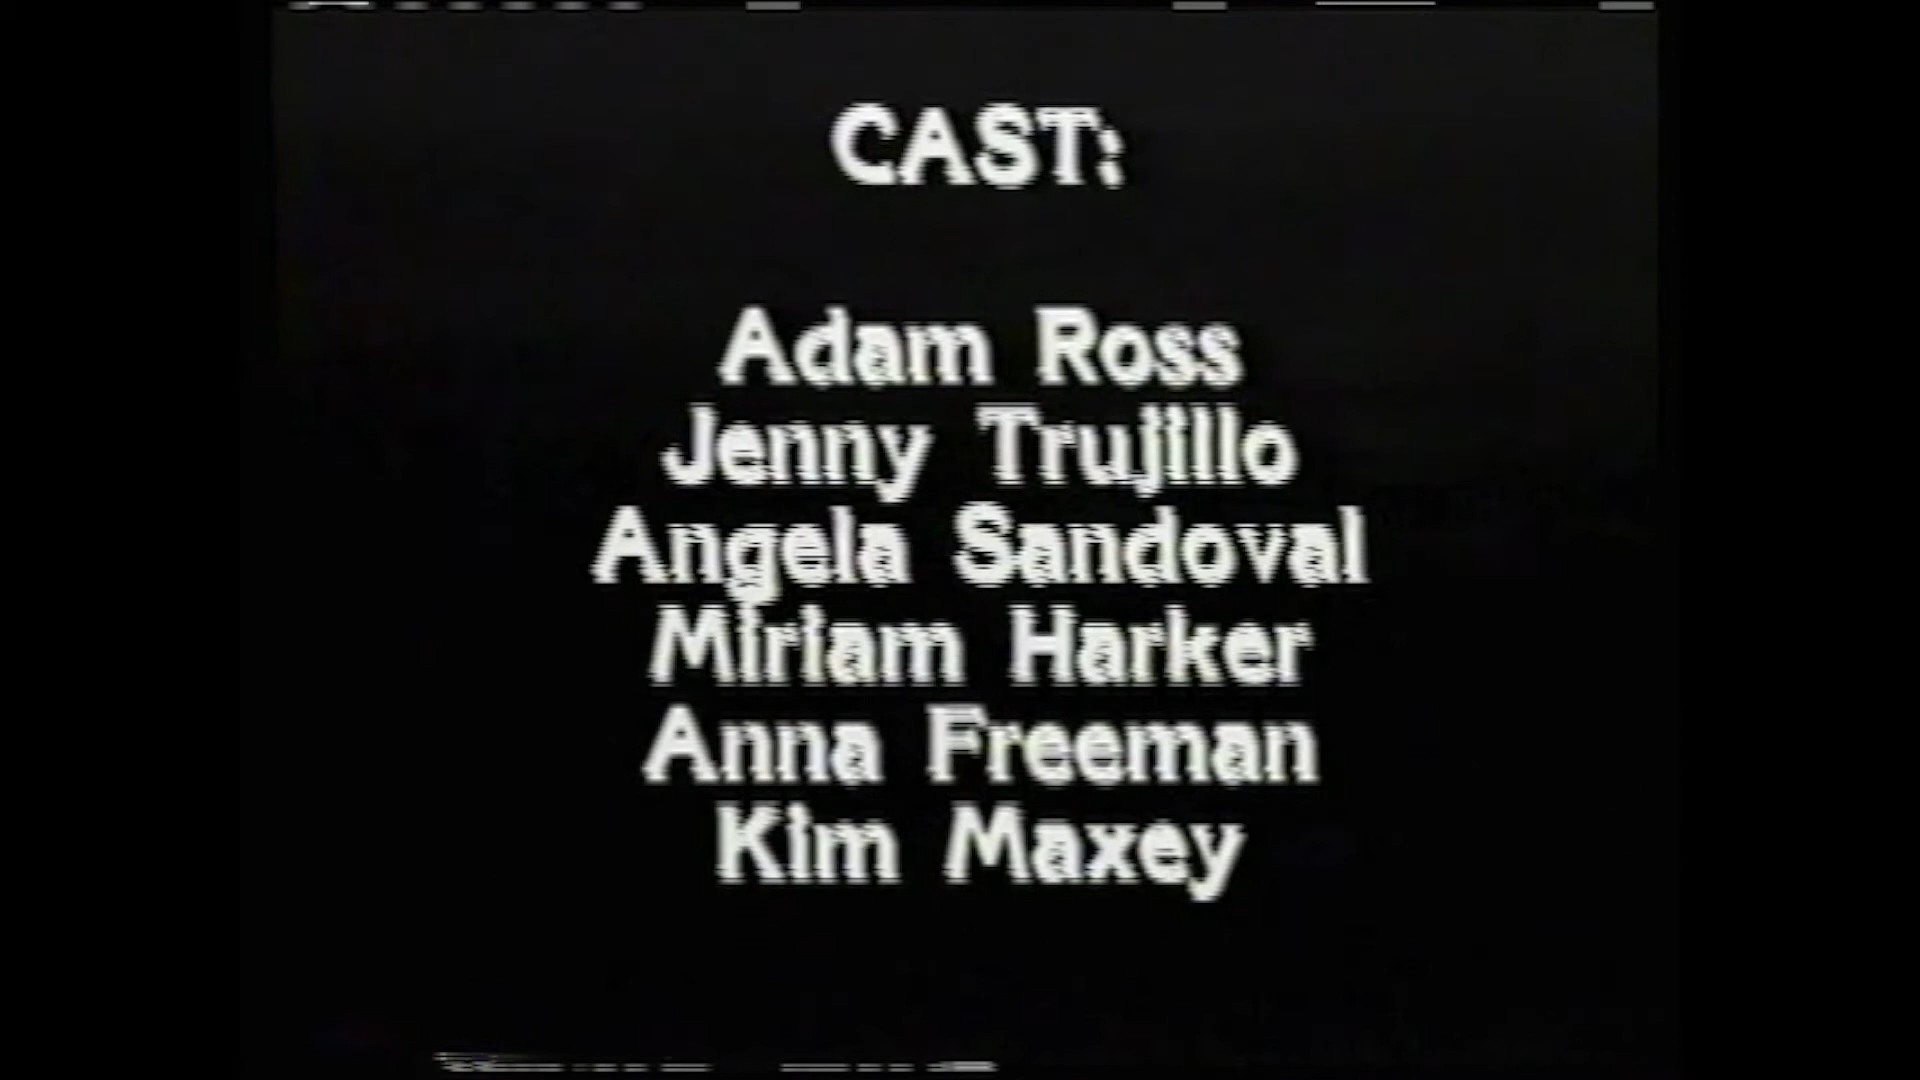 CAST:
Adam Ross
Jenny Trujillo
Angela Sandoval
Miriam Harker
Anna Freeman
Kim Maxey